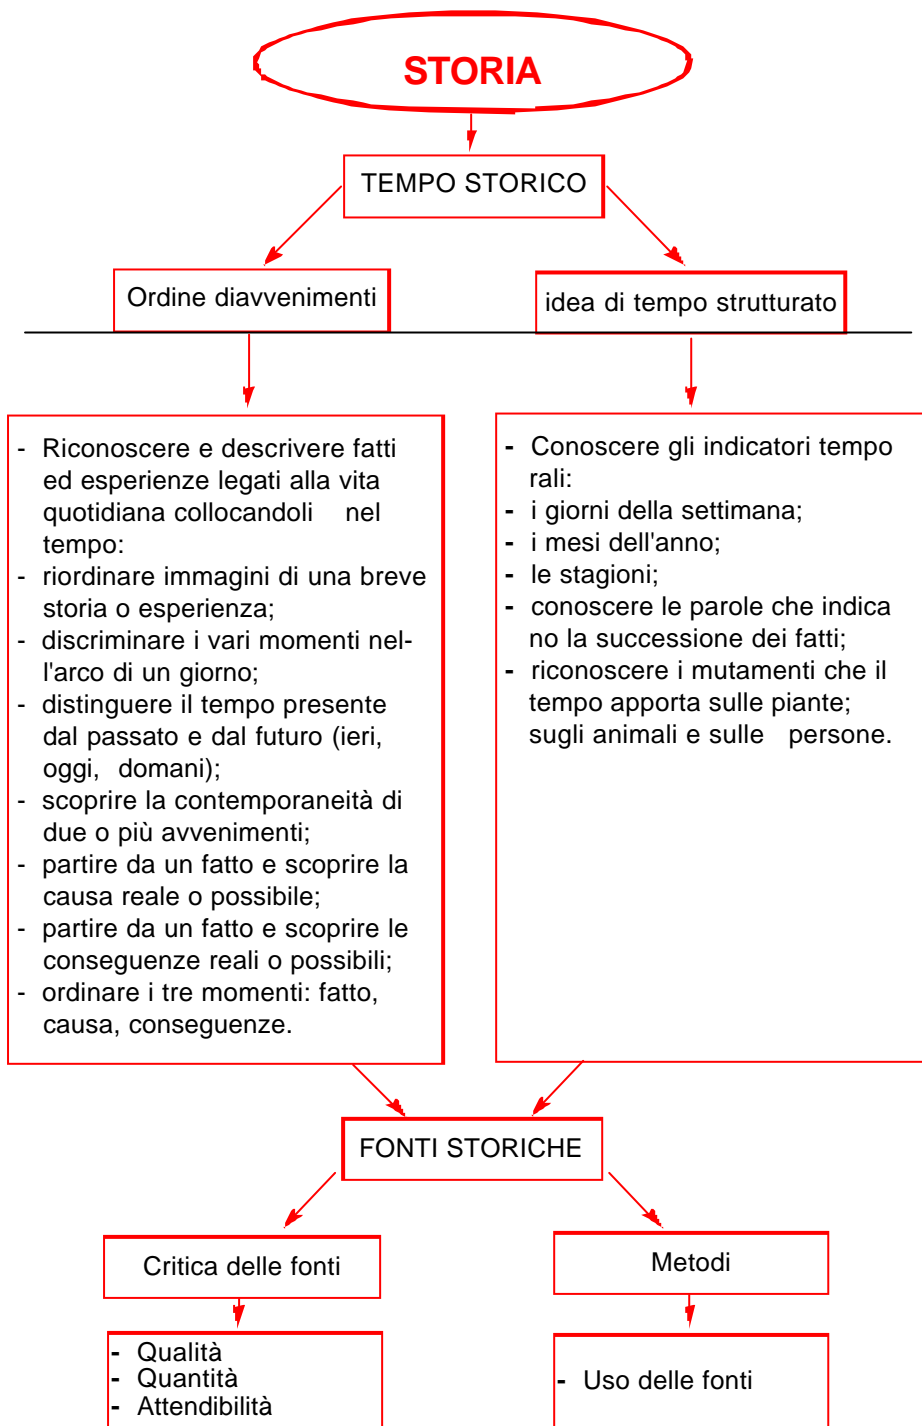 STORIA
TEMPO STORICO
Ordine diavvenimenti
idea di tempo strutturato
- Riconoscere e descrivere fatti
ed esperienze legati alla vita
quotidiana collocandoli nel
tempo:
- riordinare immagini di una breve
storia o esperienza;
- discriminare i vari momenti nel-
l'arco di un giorno;
- distinguere il tempo presente
dal passato e dal futuro (ieri,
oggi, domani);
- scoprire la contemporaneità di
due o più avvenimenti;
- partire da un fatto e scoprire la
causa reale o possibile;
- partire da un fatto e scoprire le
conseguenze reali o possibili;
- ordinare i tre momenti: fatto,
causa, conseguenze.
- Conoscere gli indicatori tempo
rali:
- i giorni della settimana;
- i mesi dell'anno;
- le stagioni;
- conoscere le parole che indica
no la successione dei fatti;
- riconoscere i mutamenti che il
tempo apporta sulle piante;
sugli animali e sulle persone.
FONTI STORICHE
Critica delle fonti
Metodi
- Qualità
- Quantità
- Attendibilità
- Uso delle fonti